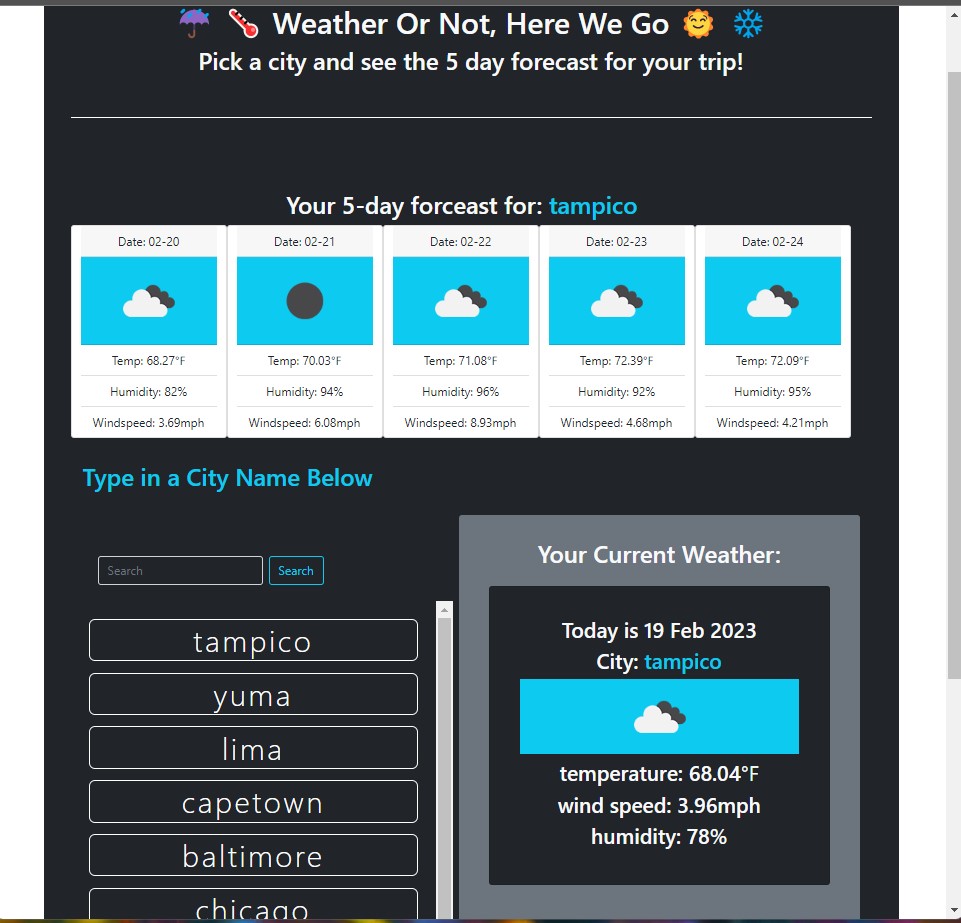 Weather Or Not, Here We Go
Pick a city and see the 5 day forecast for your trip!
Your 5-day forceast for: tampico
Date: 02-20
Temp: 68.27°F
Humidity: 82%
Windspeed: 3.69mph
Date: 02-21
Temp: 70.03°F
Humidity: 94%
Windspeed: 6.08mph
Date: 02-22
Temp: 71.08°F
Humidity: 96%
Windspeed: 8.93mph
Date: 02-23
Temp: 72.39°F
Humidity: 92%
Windspeed: 4.68mph
Date: 02-24
Temp: 72.09°F
Humidity: 95%
Windspeed: 4.21mph
Type in a City Name Below
Search
Search
tampico
yuma
lima
capetown
baltimore
chicago
Your Current Weather:
Today is 19 Feb 2023
City: tampico
temperature: 68.04°F
wind speed: 3.96mph
humidity: 78%